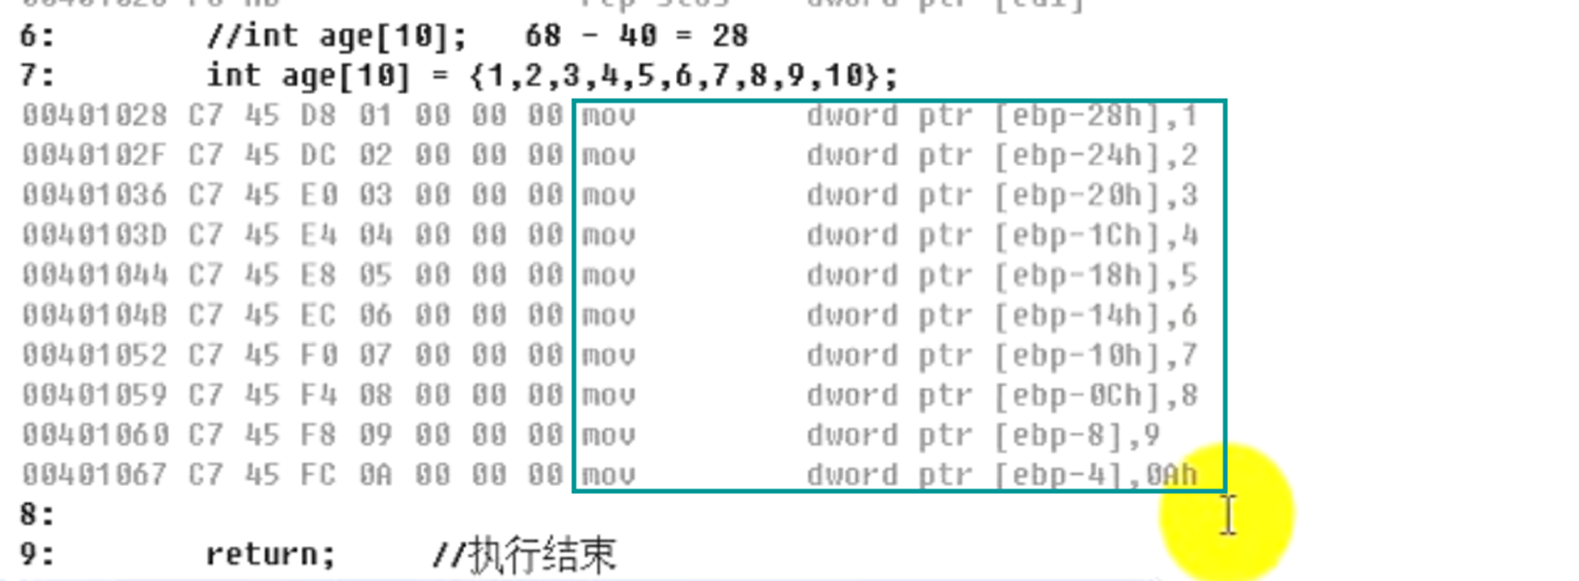 6:        //int age[10];   68 - 40 = 28
7:        int age[10] = {1,2,3,4,5,6,7,8,9,10};
00401028 C7 45 D8 01 00 00 00 mov         dword ptr [ebp-28h],1
0040102F C7 45 DC 02 00 00 00 mov         dword ptr [ebp-24h],2
00401036 C7 45 E0 03 00 00 00 mov         dword ptr [ebp-20h],3
0040103D C7 45 E4 04 00 00 00 mov         dword ptr [ebp-1Ch],4
00401044 C7 45 E8 05 00 00 00 mov         dword ptr [ebp-18h],5
0040104B C7 45 EC 06 00 00 00 mov         dword ptr [ebp-14h],6
00401052 C7 45 F0 07 00 00 00 mov         dword ptr [ebp-10h],7
00401059 C7 45 F4 08 00 00 00 mov         dword ptr [ebp-0Ch],8
00401060 C7 45 F8 09 00 00 00 mov         dword ptr [ebp-8],9
00401067 C7 45 FC 0A 00 00 00 mov         dword ptr [ebp-4],0Ah
8:
9:        return;     //执行结束